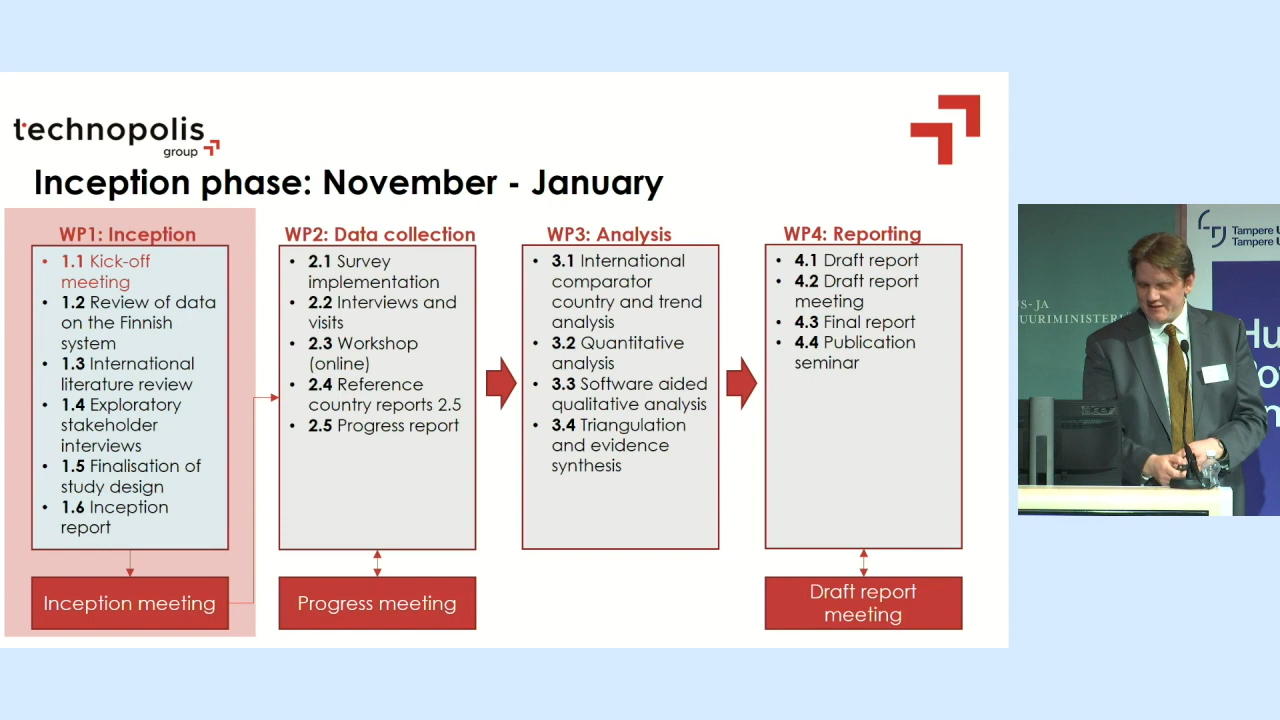 technopolis
group
Inception phase: November - January
WP1: Inception
• 1.1 Kick-off
meeting
• 1.2 Review of data
on the Finnish
system
• 1.3 International
literature review
• 1.4 Exploratory
stakeholder
interviews
• 1.5 Finalisation of
study design
• 1.6 Inception
report
Inception meeting
WP2: Data collection
• 2.1 Survey
implementation
• 2.2 Interviews and
visits
• 2.3 Workshop
(online)
• 2.4 Reference
country reports 2.5
• 2.5 Progress report
Progress meeting
WP3: Analysis
• 3.1 International
comparator
country and trend
analysis
• 3.2 Quantitative
analysis
• 3.3 Software aided
qualitative analysis
• 3.4 Triangulation
and evidence
synthesis
WP4: Reporting
• 4.1 Draft report
• 4.2 Draft report
meeting
• 4.3 Final report
• 4.4 Publication
seminar
Draft report
meeting
US- JA
UURIMINISTERI
Tampere U
Tampere U
Hu